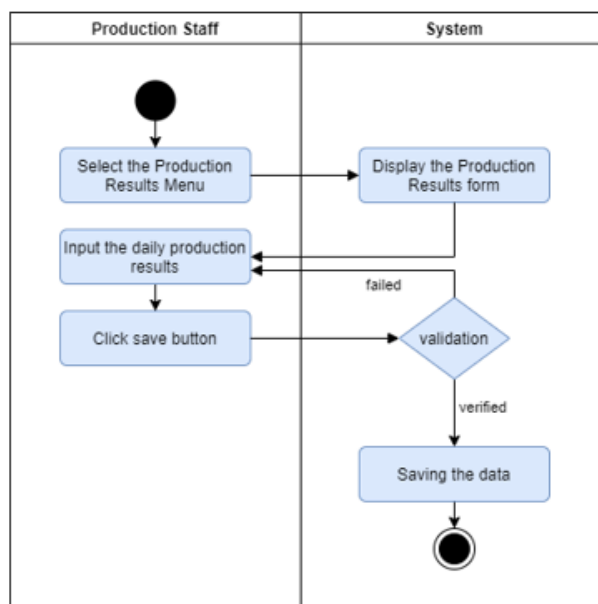 Production Staff
System
Select the Production
Results Menu
Display the Production
Results form
Input the daily production
results
failed
Click save button
validation
verified
Saving the data